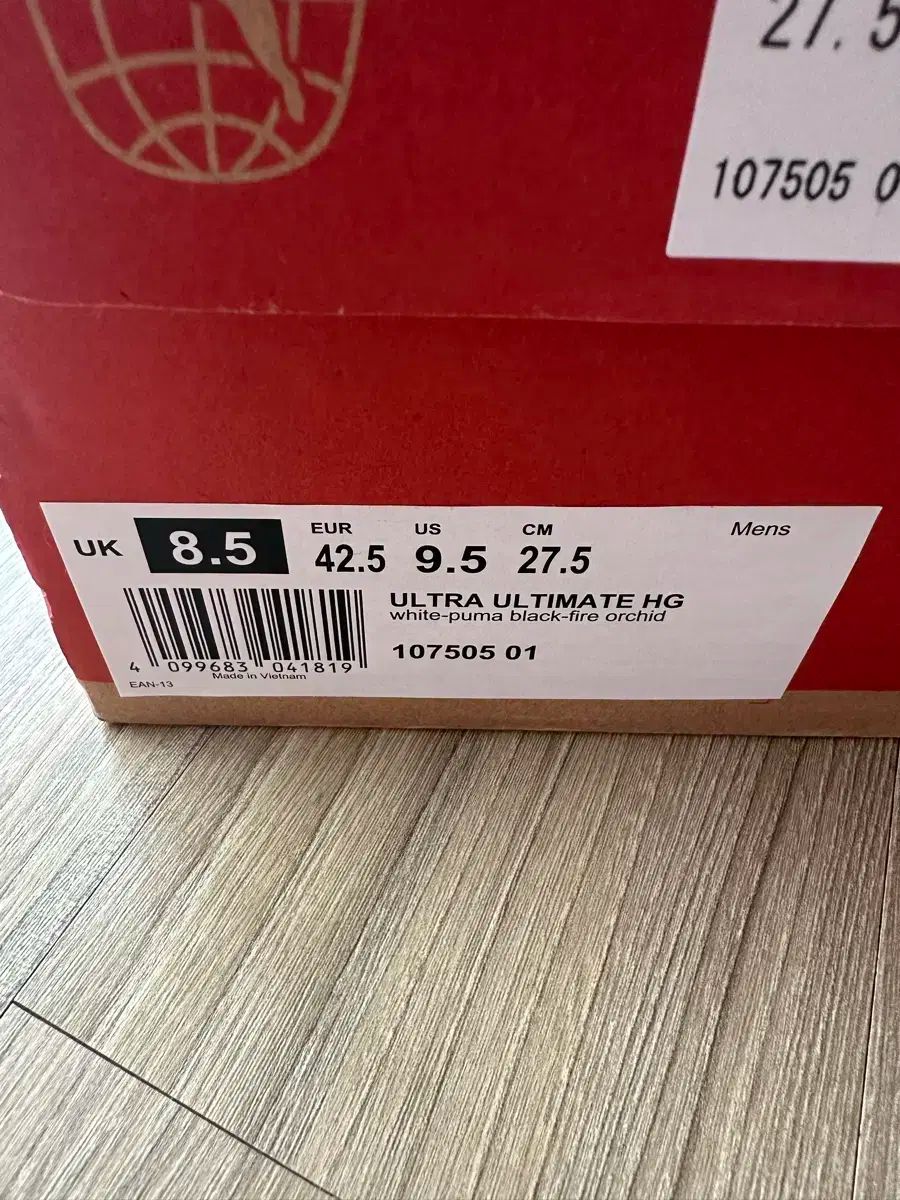 27.5
107505 0
UK 8.5
EUR US CM Mens
42.5 9.5 27.5
ULTRA ULTIMATE HG
white-puma black-fire orchid
107505 01
4 099683 041819
Made in Vietnam
EAN-13